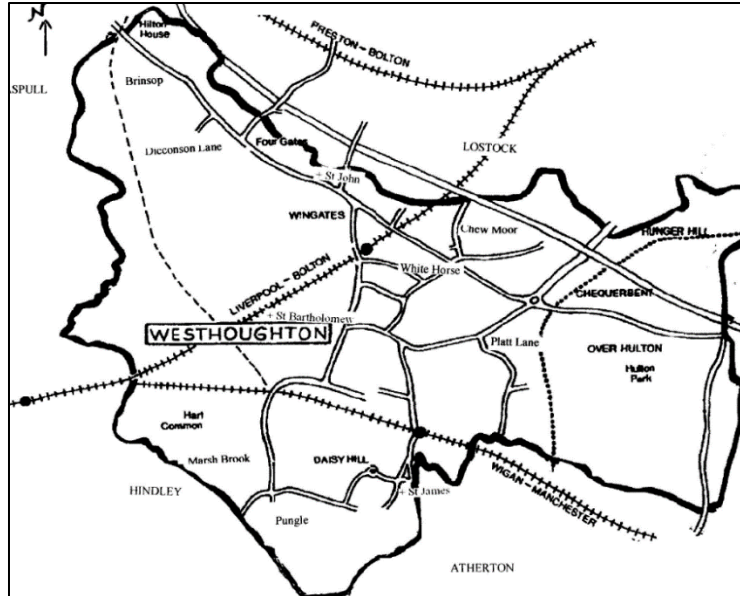 N
Hilton
House
PRESTON – BOLTON
ASPULL
Brinsop
Dicconson Lane
Four Gates
LOSTOCK
+ St John
WINGATES
Chew Moor
HUNGER HILL
White Horse
LIVERPOOL – BOLTON
CHEQUERBENT
+ St Bartholomew
WESTHOUGHTON
Platt Lane
OVER HULTON
Hulton
Park
Hart
Common
Marsh Brook
DAISY HILL
HINDLEY
+ St James
WIGAN – MANCHESTER
Pungle
ATHERTON